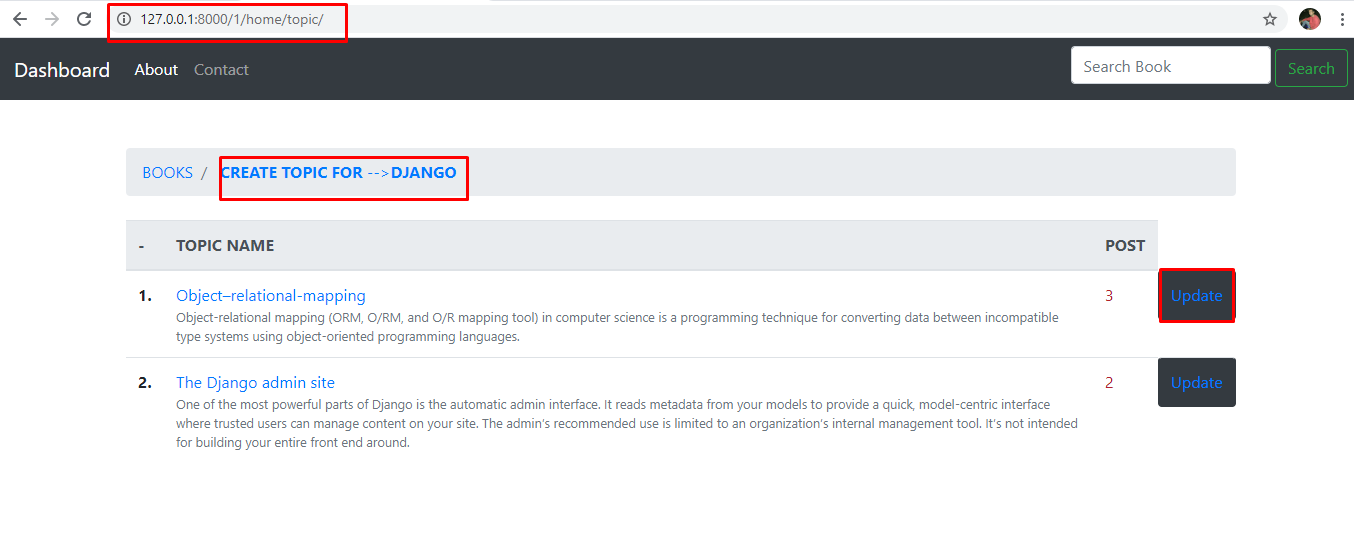 127.0.0.1:8000/1/home/topic/
Dashboard About Contact Search Book Search
BOOKS / CREATE TOPIC FOR -->DJANGO
- TOPIC NAME POST
1. Object–relational-mapping 3 Update
Object-relational mapping (ORM, O/RM, and O/R mapping tool) in computer science is a programming technique for converting data between incompatible
type systems using object-oriented programming languages.
2. The Django admin site 2 Update
One of the most powerful parts of Django is the automatic admin interface. It reads metadata from your models to provide a quick, model-centric interface
where trusted users can manage content on your site. The admin's recommended use is limited to an organization's internal management tool. It's not intended
for building your entire front end around.